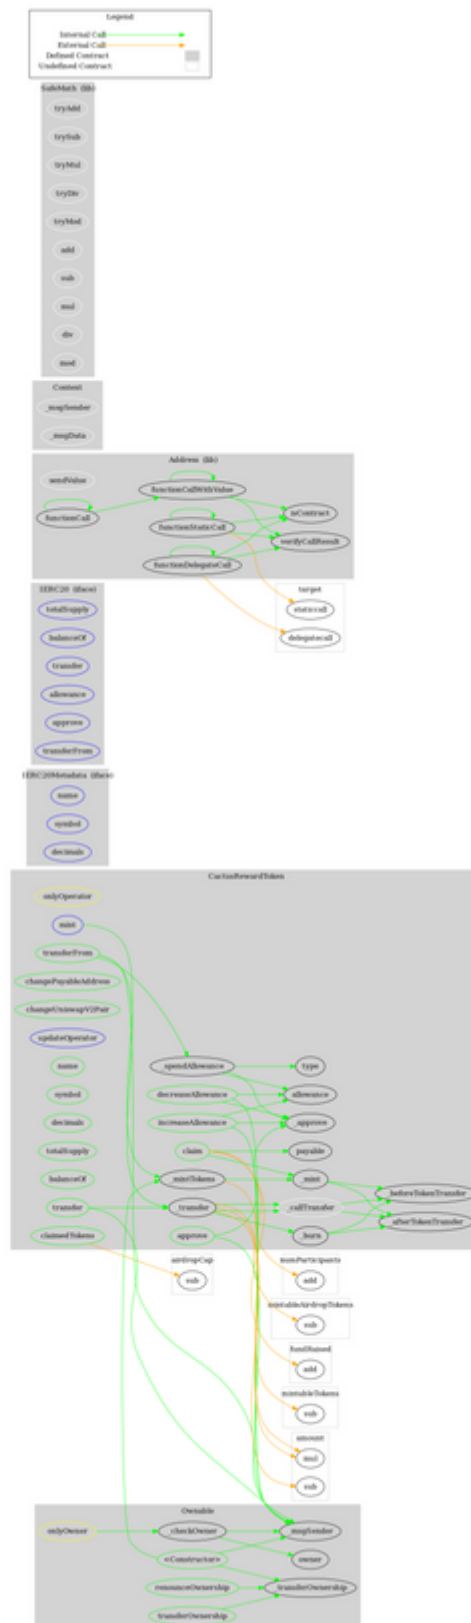 Legend
Internal Call
External Call
Defined Contract
Undefined Contract
SafeMath (lib)
tryAdd
trySub
tryMul
tryDiv
tryMod
add
sub
mul
div
mod
Context
_msgSender
_msgData
Address (lib)
sendValue
functionCall
functionCallWithValue
functionStaticCall
functionDelegateCall
isContract
verifyCallResult
target
staticcall
delegatecall
IERC20 (iface)
totalSupply
balanceOf
transfer
allowance
approve
transferFrom
IERC20Metadata (iface)
name
symbol
decimals
CactusRewardToken
onlyOperator
mint
transferFrom
changePayableAddress
changeUniswapV2Pair
updateOperator
name
symbol
decimals
totalSupply
balanceOf
transfer
claimedTokens
_spendAllowance
decreaseAllowance
increaseAllowance
claim
_mintTokens
_transfer
approve
type
allowance
_approve
payable
_mint
_callTransfer
_burn
_beforeTokenTransfer
_afterTokenTransfer
airdropCap
sub
numParticipants
add
mintableAirdropTokens
sub
fundRaised
add
mintableTokens
sub
amount
mul
sub
Ownable
onlyOwner
_checkOwner
<Constructor>
renounceOwnership
transferOwnership
_msgSender
owner
_transferOwnership